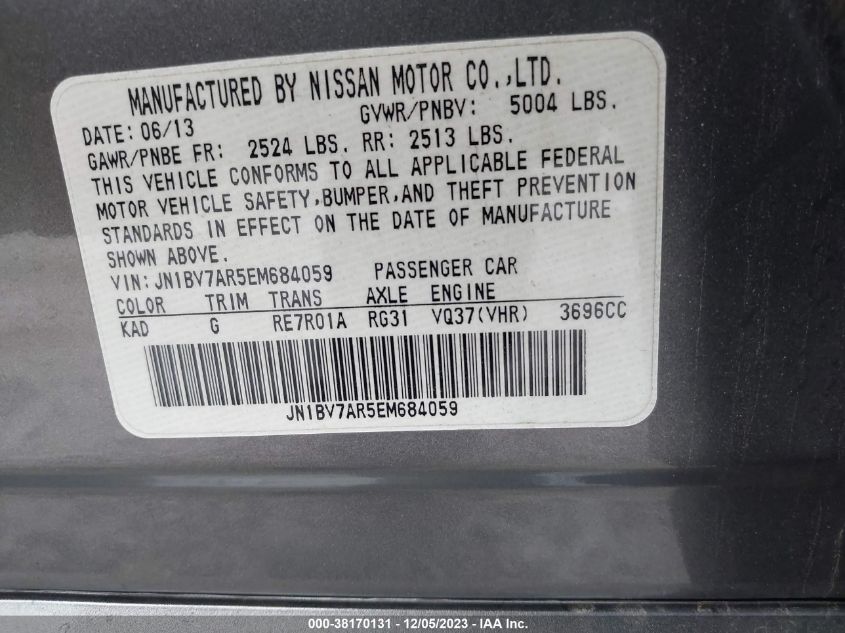 MANUFACTURED BY NISSAN MOTOR CO.,LTD.
DATE: 06/13 GVWR/PNBV: 5004 LBS.
GAWR/PNBE FR: 2524 LBS. RR: 2513 LBS.
THIS VEHICLE CONFORMS TO ALL APPLICABLE FEDERAL
MOTOR VEHICLE SAFETY,BUMPER,AND THEFT PREVENTION
STANDARDS IN EFFECT ON THE DATE OF MANUFACTURE
SHOWN ABOVE.
VIN: JN1BV7AR5EM684059 PASSENGER CAR
COLOR TRIM TRANS AXLE ENGINE
KAD G RE7R01A RG31 VQ37(VHR) 3696CC
JN1BV7AR5EM684059
000-38170131 - 12/05/2023 - IAAI Inc.